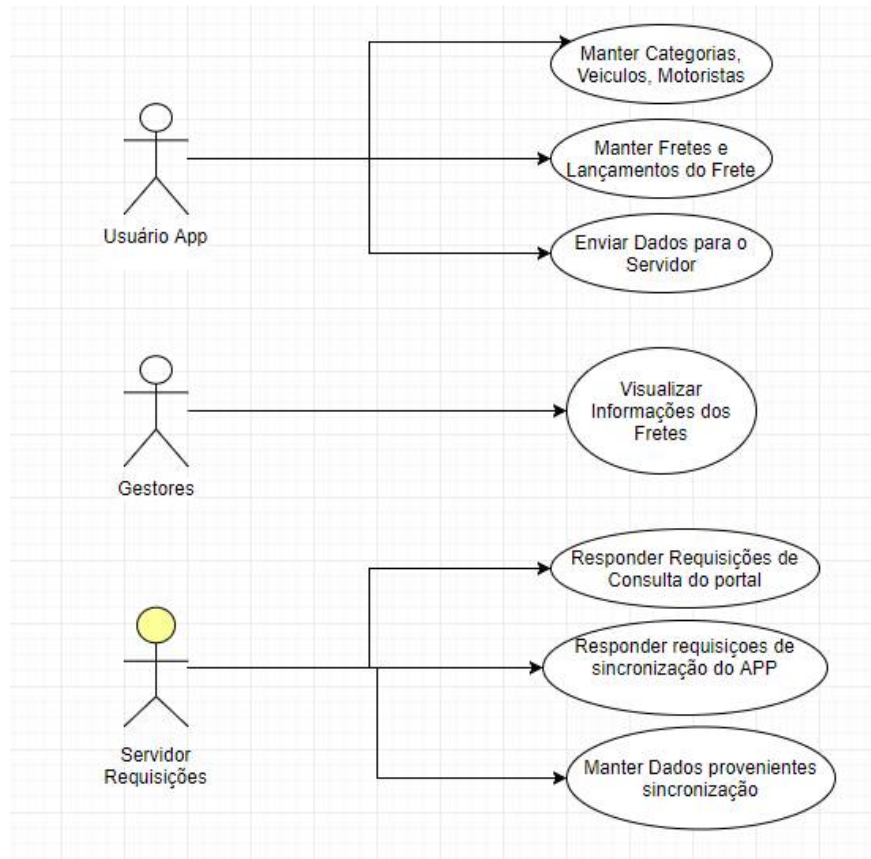 Manter Categorias,
Veiculos, Motoristas
Manter Fretes e
Lançamentos do Frete
Usuário App
Enviar Dados para o
Servidor
Visualizar
Informações dos
Fretes
Gestores
Responder Requisições de
Consulta do portal
Responder requisiçoes de
sincronização do APP
Servidor
Requisições
Manter Dados provenientes
sincronização